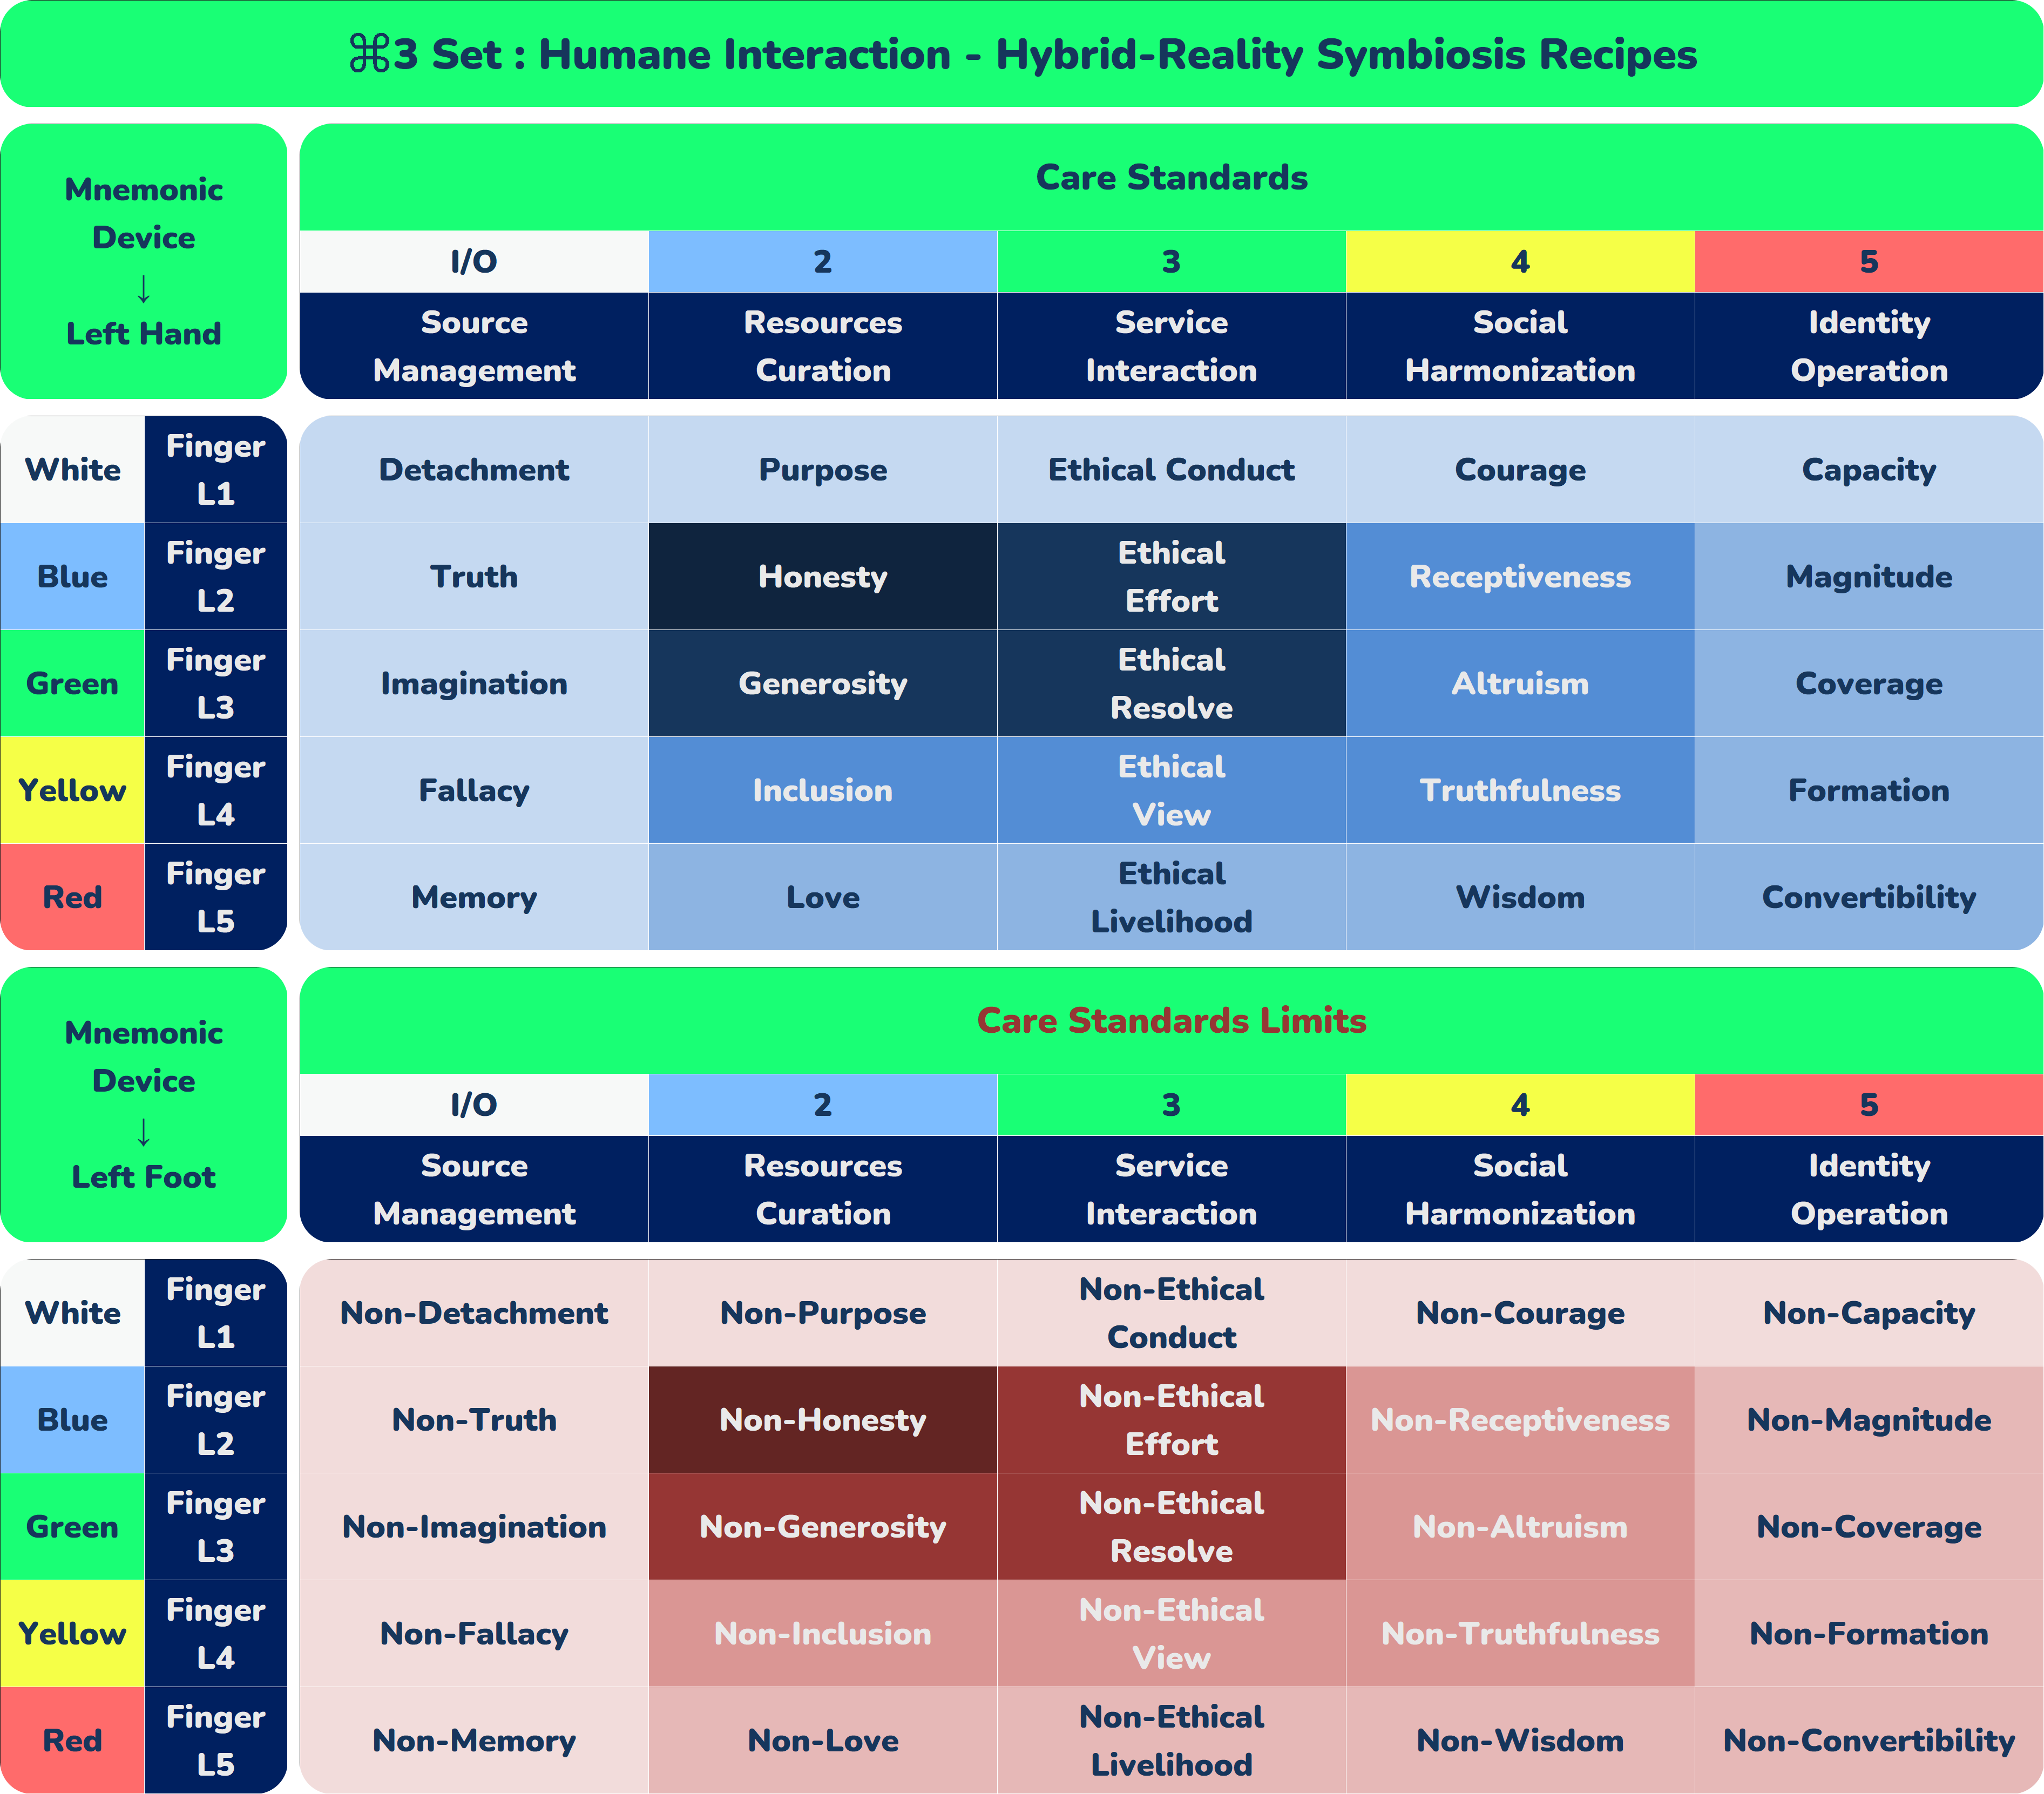 ⌘3 Set : Humane Interaction - Hybrid-Reality Symbiosis Recipes
Mnemonic
Device
↓
Left Hand
Care Standards
I/O 2 3 4 5
Source
Management
Resources
Curation
Service
Interaction
Social
Harmonization
Identity
Operation
White
Finger
L1
Detachment
Purpose
Ethical Conduct
Courage
Capacity
Blue
Finger
L2
Truth
Honesty
Ethical
Effort
Receptiveness
Magnitude
Green
Finger
L3
Imagination
Generosity
Ethical
Resolve
Altruism
Coverage
Yellow
Finger
L4
Fallacy
Inclusion
Ethical
View
Truthfulness
Formation
Red
Finger
L5
Memory
Love
Ethical
Livelihood
Wisdom
Convertibility
Mnemonic
Device
↓
Left Foot
Care Standards Limits
I/O 2 3 4 5
Source
Management
Resources
Curation
Service
Interaction
Social
Harmonization
Identity
Operation
White
Finger
L1
Non-Detachment
Non-Purpose
Non-Ethical
Conduct
Non-Courage
Non-Capacity
Blue
Finger
L2
Non-Truth
Non-Honesty
Non-Ethical
Effort
Non-Receptiveness
Non-Magnitude
Green
Finger
L3
Non-Imagination
Non-Generosity
Non-Ethical
Resolve
Non-Altruism
Non-Coverage
Yellow
Finger
L4
Non-Fallacy
Non-Inclusion
Non-Ethical
View
Non-Truthfulness
Non-Formation
Red
Finger
L5
Non-Memory
Non-Love
Non-Ethical
Livelihood
Non-Wisdom
Non-Convertibility